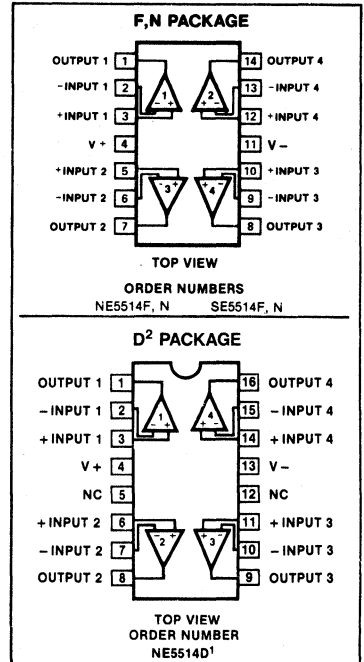 F,N PACKAGE
OUTPUT 1 1 14 OUTPUT 4
-INPUT 1 2 1 2 13 -INPUT 4
- + + -
+INPUT 1 3 12 +INPUT 4
V + 4 11 V -
+INPUT 2 5 10 +INPUT 3
- + + -
-INPUT 2 6 3 4 9 -INPUT 3
OUTPUT 2 7 8 OUTPUT 3
TOP VIEW
ORDER NUMBERS
NE5514F, N SE5514F, N
D² PACKAGE
OUTPUT 1 1 16 OUTPUT 4
- INPUT 1 2 1 4 15 - INPUT 4
- + + -
+ INPUT 1 3 14 + INPUT 4
V+ 4 13 V-
NC 5 12 NC
+ INPUT 2 6 11 + INPUT 3
- + + -
- INPUT 2 7 2 3 10 - INPUT 3
OUTPUT 2 8 9 OUTPUT 3
TOP VIEW
ORDER NUMBER
NE5514D¹